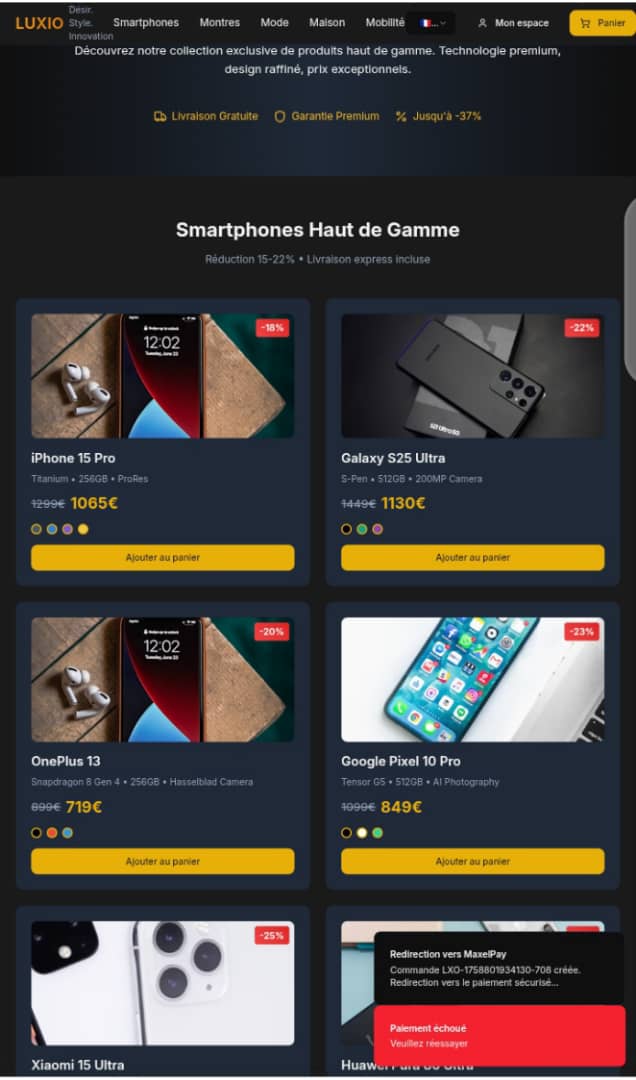 LUXIO
Désir.
Style.
Innovation
Smartphones
Montres
Mode
Maison
Mobilité
Mon espace
Panier
Découvrez notre collection exclusive de produits haut de gamme. Technologie premium,
design raffiné, prix exceptionnels.
Livraison Gratuite
Garantie Premium
Jusqu'à -37%
Smartphones Haut de Gamme
Réduction 15-22% • Livraison express incluse
-18%
12:02
iPhone 15 Pro
Titanium • 256GB • ProRes
1299€ 1065€
Ajouter au panier
-22%
Galaxy S25 Ultra
S-Pen • 512GB • 200MP Camera
1449€ 1130€
Ajouter au panier
-20%
12:02
OnePlus 13
Snapdragon 8 Gen 4 • 256GB • Hasselblad Camera
899€ 719€
Ajouter au panier
-23%
Google Pixel 10 Pro
Tensor G5 • 512GB • AI Photography
1099€ 849€
Ajouter au panier
-25%
Xiaomi 15 Ultra
Redirection vers MaxelPay
Commande LXO-1758801934130-708 créée.
Redirection vers le paiement sécurisé...
Paiement échoué
Veuillez réessayer